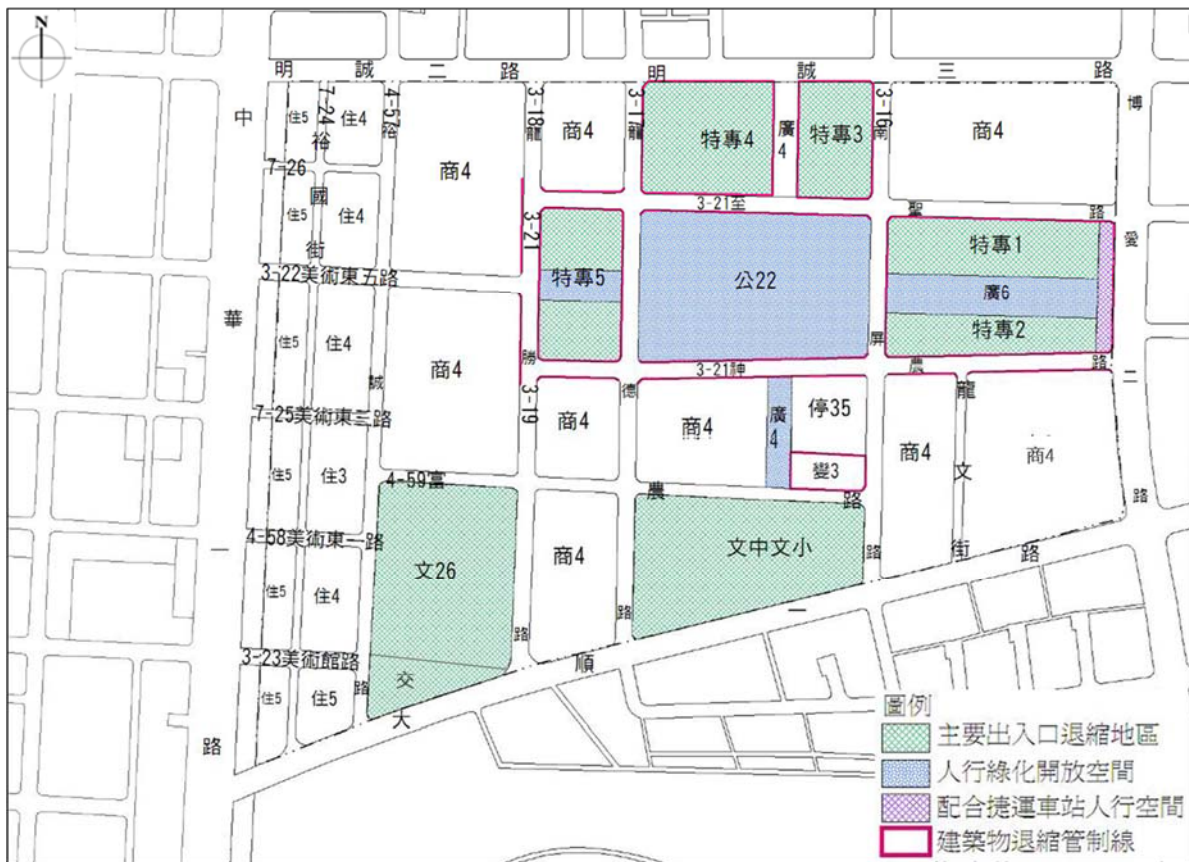 N
明誠二路
明誠三路
中華一路
博愛二路
住5
7-24
住4
4-57裕
商4
3-18龍
商4
3-17龍
特專4
廣4
特專3
3-16南
商4
7-26
裕國街
住5
住4
3-21
3-21至聖路
特專5
公22
特專1
廣6
特專2
3-22美術東五路
住5
住4
誠
商4
勝
3-21神農路
屏
龍文街
3-19
商4
德
商4
廣4
停35
變3
商4
商4
7-25美術東三路
住5
住3
4-59富農路
4-58美術東一路
住5
住4
文26
商4
文中文小
路
路
路
3-23美術館路
住5
住5
路
交
大順一路
圖例
主要出入口退縮地區
人行綠化開放空間
配合捷運車站人行空間
建築物退縮管制線